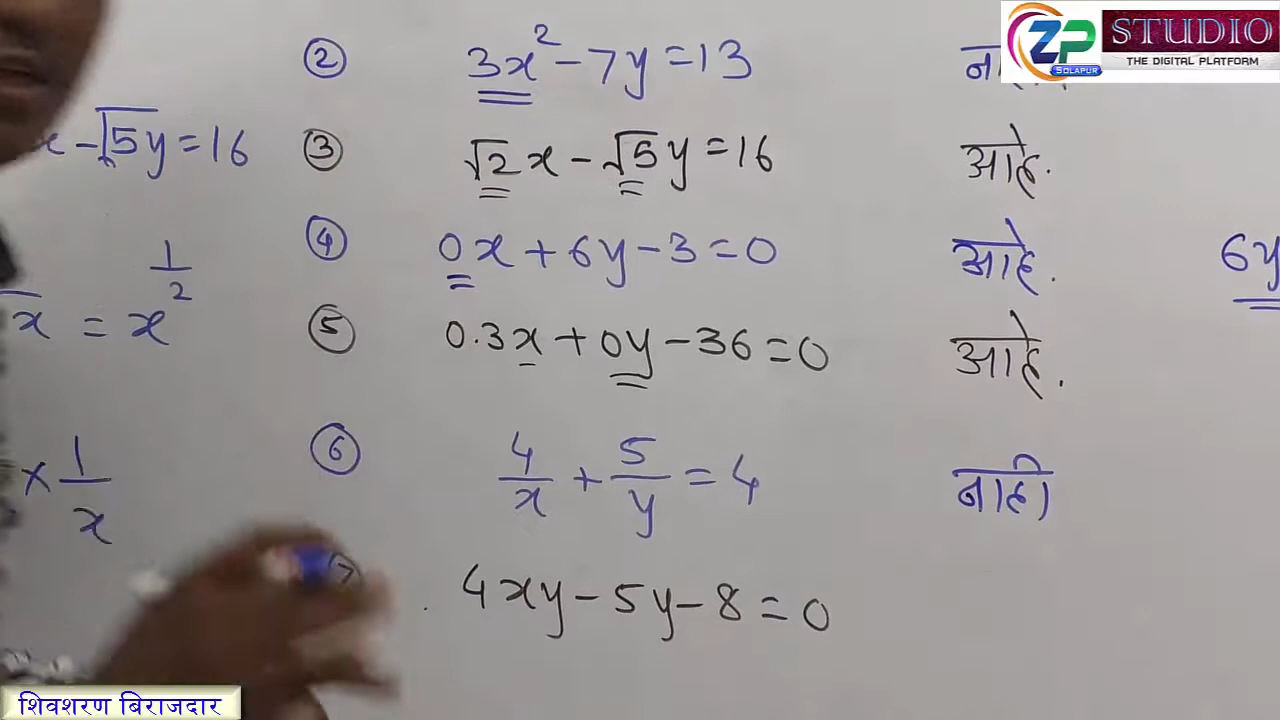 ZP STUDIO
SOLAPUR THE DIGITAL PLATFORM
② 3x² - 7y = 13
x - √5y = 16 ③ √2x - √5y = 16 आहे.
④ 0x + 6y - 3 = 0 आहे. 6y
x = x^(1/2)
⑤ 0.3x + 0y - 36 = 0 आहे.
× 1/x ⑥ 4/x + 5/y = 4 नाही
4xy - 5y - 8 = 0
शिवशरण बिराजदार